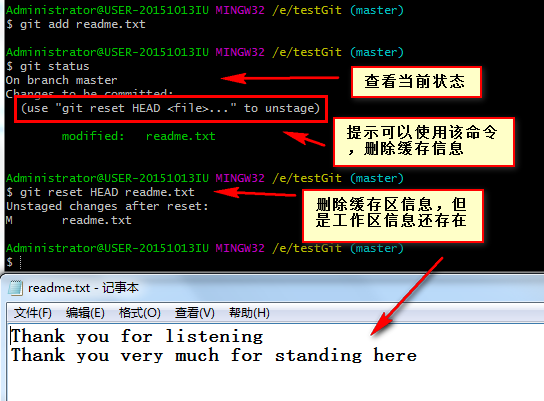 Administrator@USER-20151013IU MINGW32 /e/testGit (master)
$ git add readme.txt
Administrator@USER-20151013IU MINGW32 /e/testGit (master)
$ git status
On branch master
Changes to be committed:
(use "git reset HEAD <file>..." to unstage)
modified: readme.txt
查看当前状态
提示可以使用该命令
，删除缓存信息
Administrator@USER-20151013IU MINGW32 /e/testGit (master)
$ git reset HEAD readme.txt
Unstaged changes after reset:
M readme.txt
删除缓存区信息，但
是工作区信息还存在
Administrator@USER-20151013IU MINGW32 /e/testGit (master)
$
readme.txt - 记事本
文件(F) 编辑(E) 格式(O) 查看(V) 帮助(H)
Thank you for listening
Thank you very much for standing here